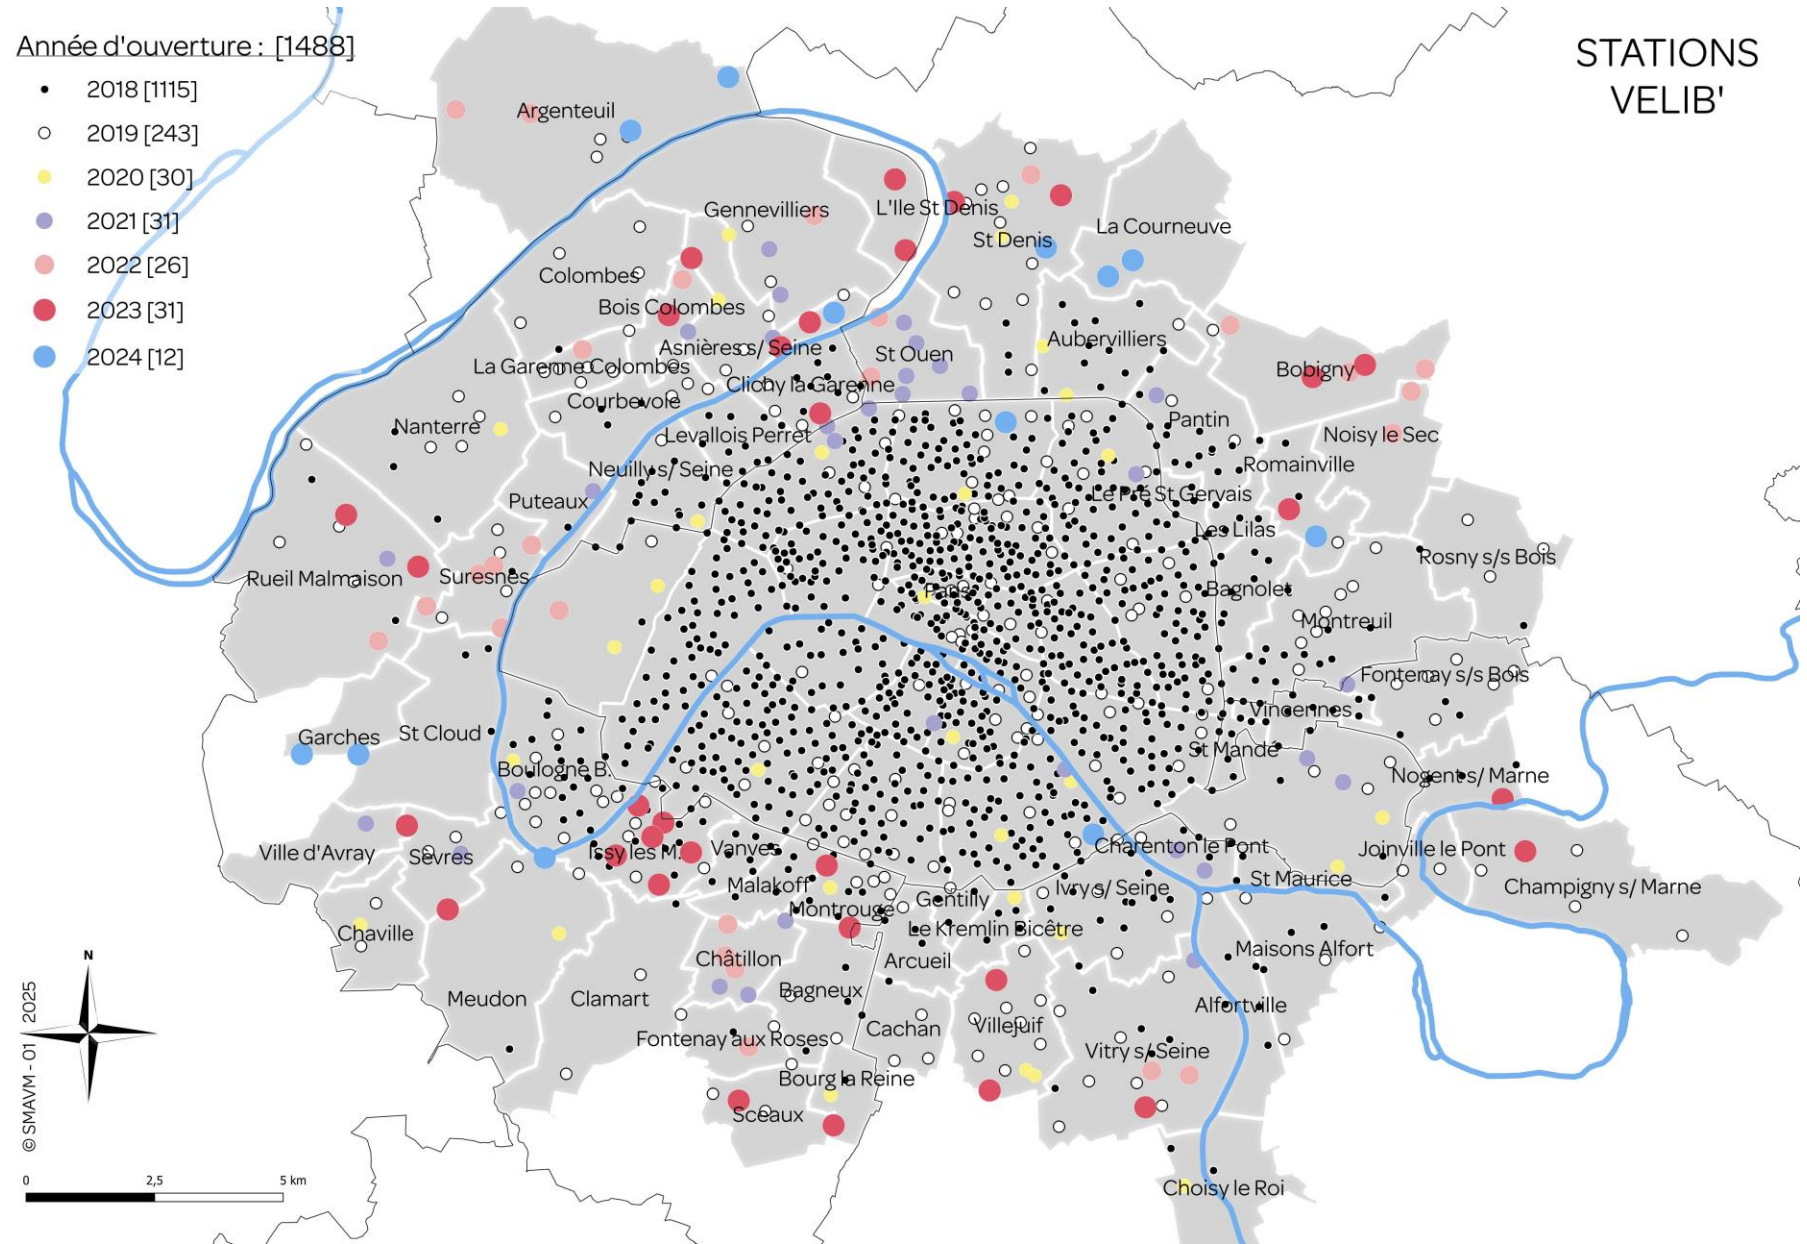 Année d'ouverture : [1488]
2018 [1115]
2019 [243]
2020 [30]
2021 [31]
2022 [26]
2023 [31]
2024 [12]
STATIONS
VELIB'
Argenteuil
Gennevilliers
L'Ile St Denis
St Denis
La Courneuve
Colombes
Bois Colombes
Asnières s/ Seine
Aubervilliers
St Ouen
La Garenne Colombes
Bobigny
Clichy la Garenne
Courbevoie
Nanterre
Pantin
Levallois Perret
Noisy le Sec
Neuilly s/ Seine
Romainville
Puteaux
Le Pré St Gervais
Les Lilas
Rosny s/s Bois
Rueil Malmaison
Suresnes
Paris
Bagnolet
Montreuil
Fontenay s/s Bois
Vincennes
Garches
St Cloud
St Mandé
Boulogne B.
Nogent s/ Marne
Ville d'Avray
Sèvres
Issy les M.
Vanves
Charenton le Pont
Joinville le Pont
Malakoff
St Maurice
Champigny s/ Marne
Ivry s/ Seine
Gentilly
Montrouge
Chaville
Le Kremlin Bicêtre
Maisons Alfort
Châtillon
Arcueil
Meudon
Clamart
Bagneux
Alfortville
Cachan
Villejuif
Fontenay aux Roses
Vitry s/ Seine
Bourg la Reine
Sceaux
Choisy le Roi
N
© SMAVM - 01 2025
0 2,5 5 km